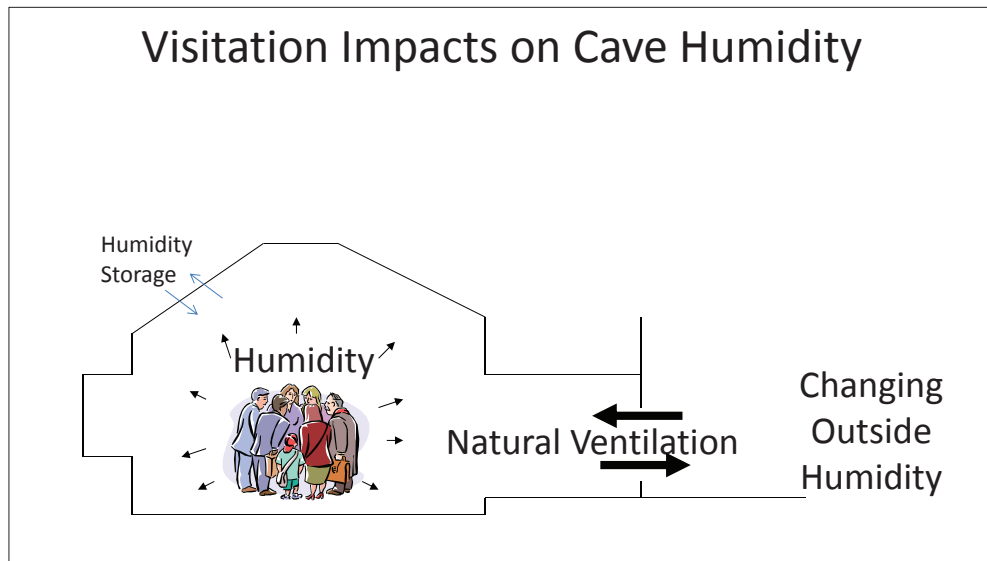 Visitation Impacts on Cave Humidity
Humidity
Storage
Humidity
Natural Ventilation
Changing
Outside
Humidity